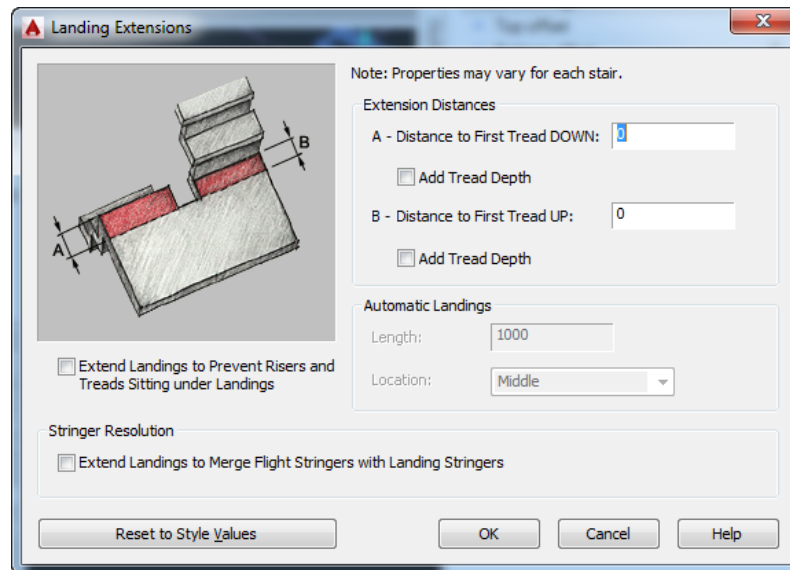 Landing Extensions
Top offset
Note: Properties may vary for each stair.
Extension Distances
A - Distance to First Tread DOWN: 0
Add Tread Depth
B - Distance to First Tread UP: 0
Add Tread Depth
A
B
Extend Landings to Prevent Risers and
Treads Sitting under Landings
Automatic Landings
Length: 1000
Location: Middle
Stringer Resolution
Extend Landings to Merge Flight Stringers with Landing Stringers
Reset to Style Values
OK
Cancel
Help